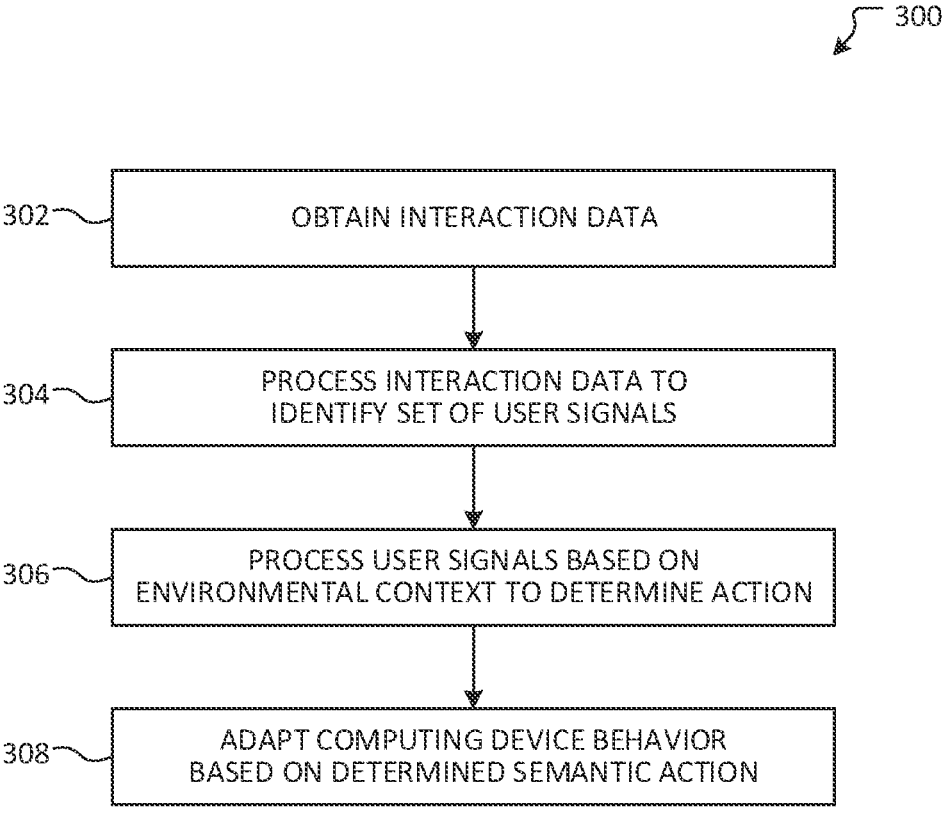 300
302
OBTAIN INTERACTION DATA
304
PROCESS INTERACTION DATA TO
IDENTIFY SET OF USER SIGNALS
306
PROCESS USER SIGNALS BASED ON
ENVIRONMENTAL CONTEXT TO DETERMINE ACTION
308
ADAPT COMPUTING DEVICE BEHAVIOR
BASED ON DETERMINED SEMANTIC ACTION